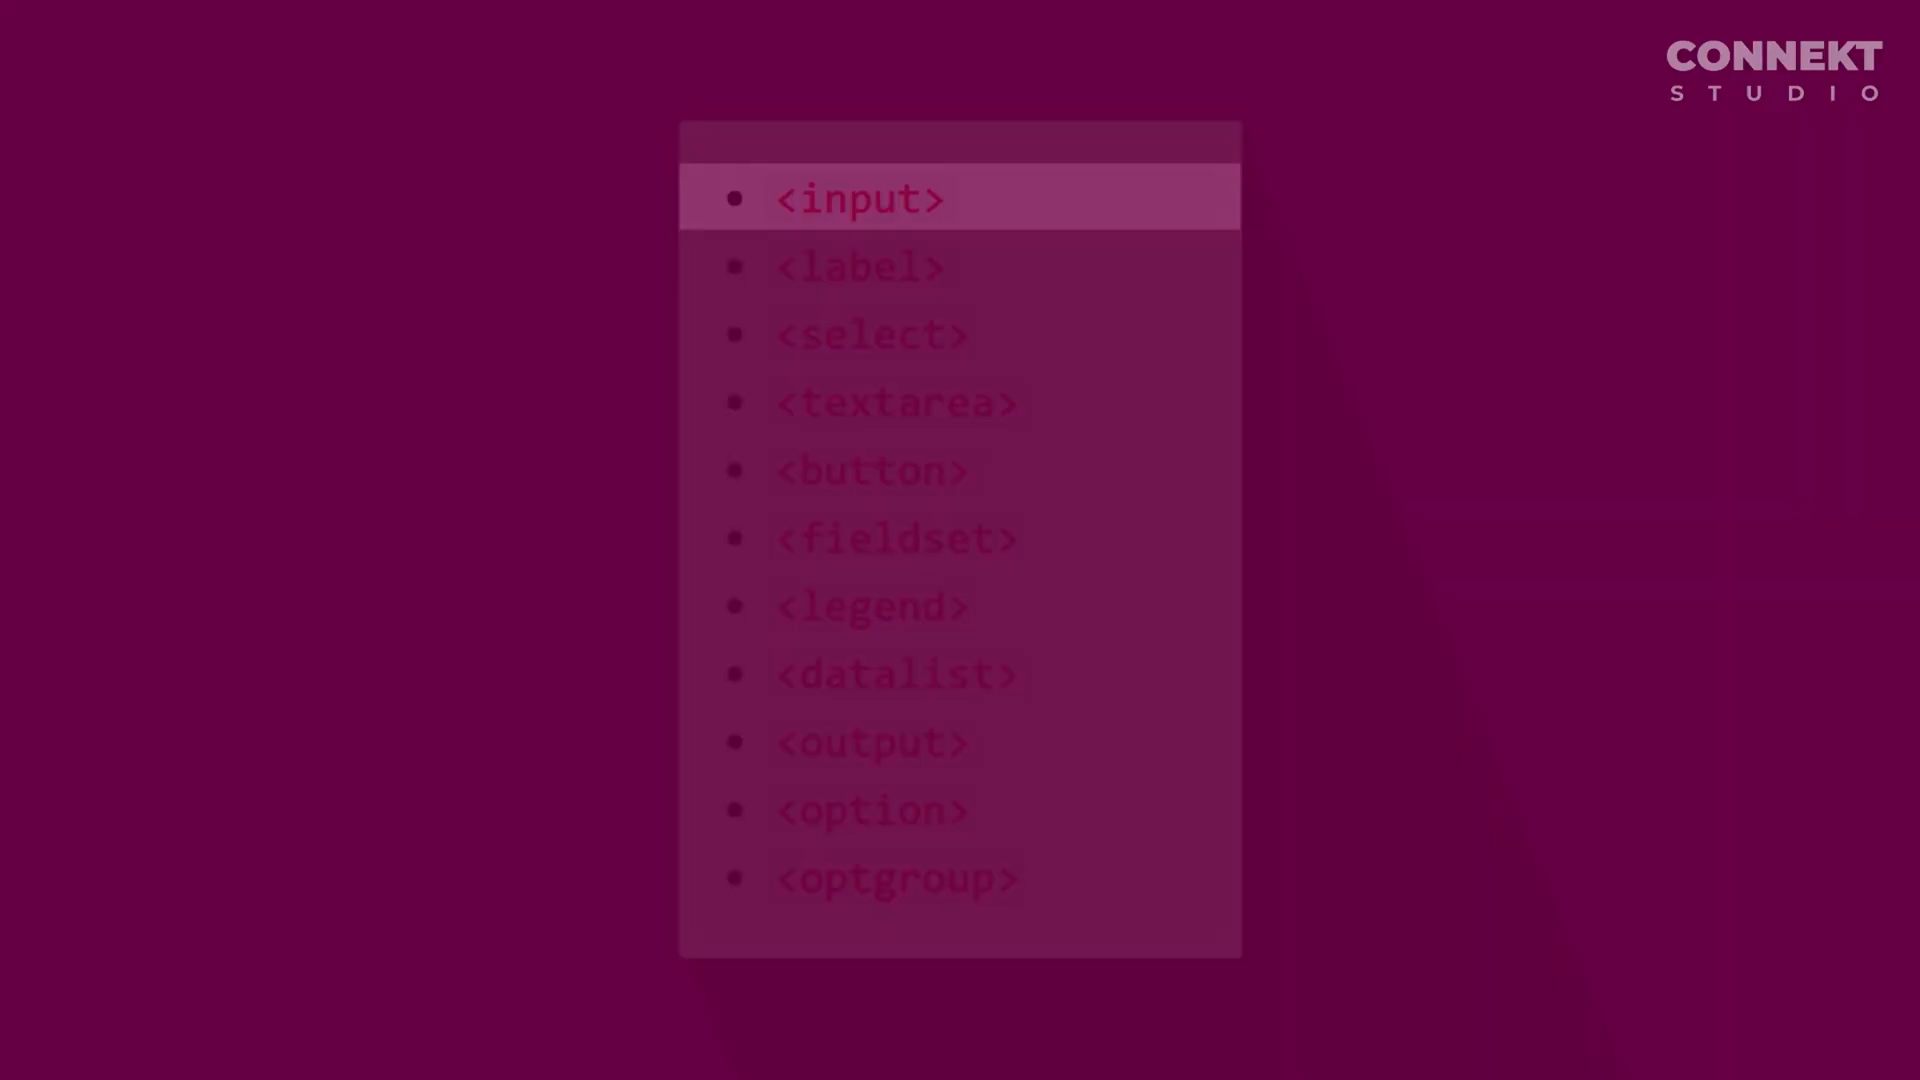 CONNEKT
STUDIO
• <input>
• <label>
• <select>
• <textarea>
• <button>
• <fieldset>
• <legend>
• <datalist>
• <output>
• <option>
• <optgroup>